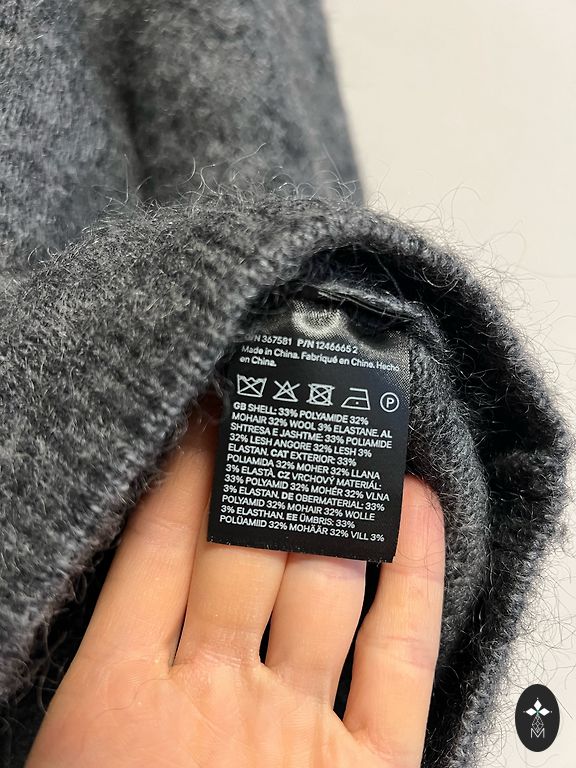 N 367581 P/N 1246665 2
Made in China. Fabriqué en Chine. Hecho
en China.
P
GB SHELL: 33% POLYAMIDE 32%
MOHAIR 32% WOOL 3% ELASTANE. AL
SHTRESA E JASHTME: 33% POLIAMIDE
32% LESH ANGORE 32% LESH 3%
ELASTAN. CAT EXTERIOR: 33%
POLIAMIDA 32% MOHER 32% LLANA
3% ELASTÀ. CZ VRCHOVÝ MATERIÁL:
33% POLYAMID 32% MOHÉR 32% VLNA
3% ELASTAN. DE OBERMATERIAL: 33%
POLYAMID 32% MOHAIR 32% WOLLE
3% ELASTHAN. EE ÜMBRIS: 33%
POLÜAMIID 32% MOHÄÄR 32% VILL 3%
M